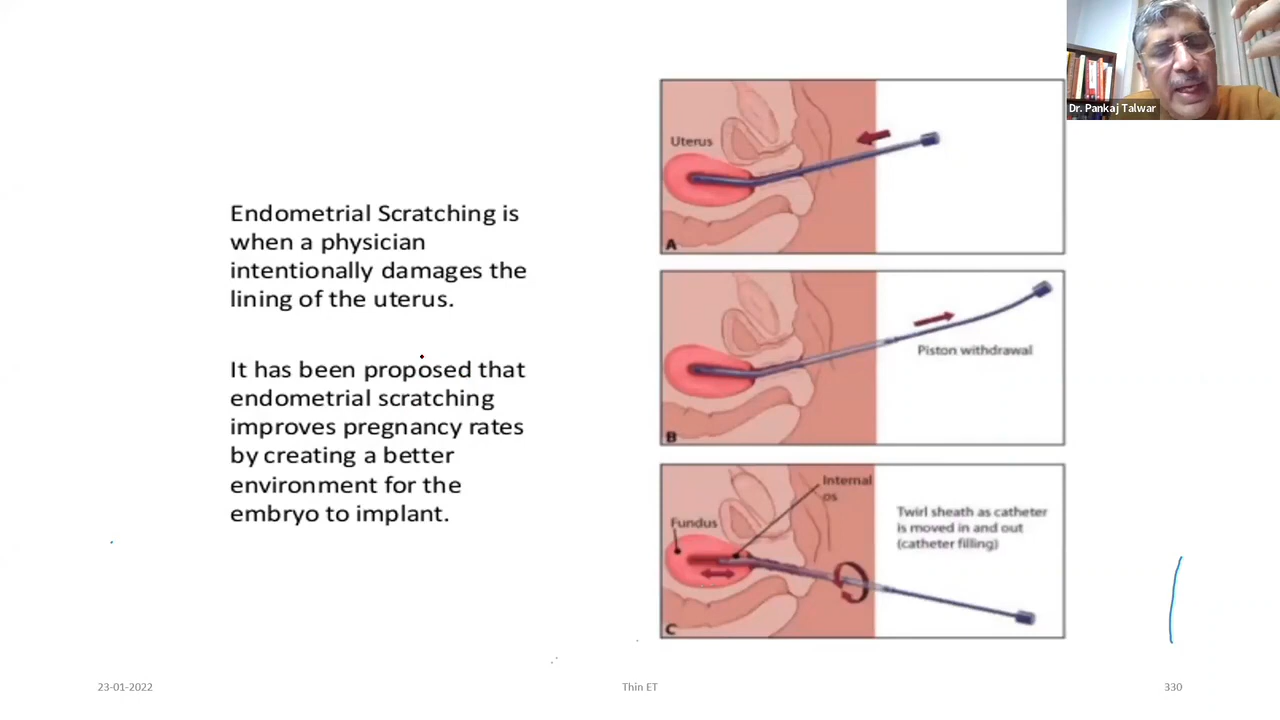 Dr. Pankaj Talwar
Endometrial Scratching is
when a physician
intentionally damages the
lining of the uterus.
It has been proposed that
endometrial scratching
improves pregnancy rates
by creating a better
environment for the
embryo to implant.
Uterus
A
Piston withdrawal
B
Internal
os
Fundus
Twirl sheath as catheter
is moved in and out
(catheter filling)
C
23-01-2022
Thin ET
330